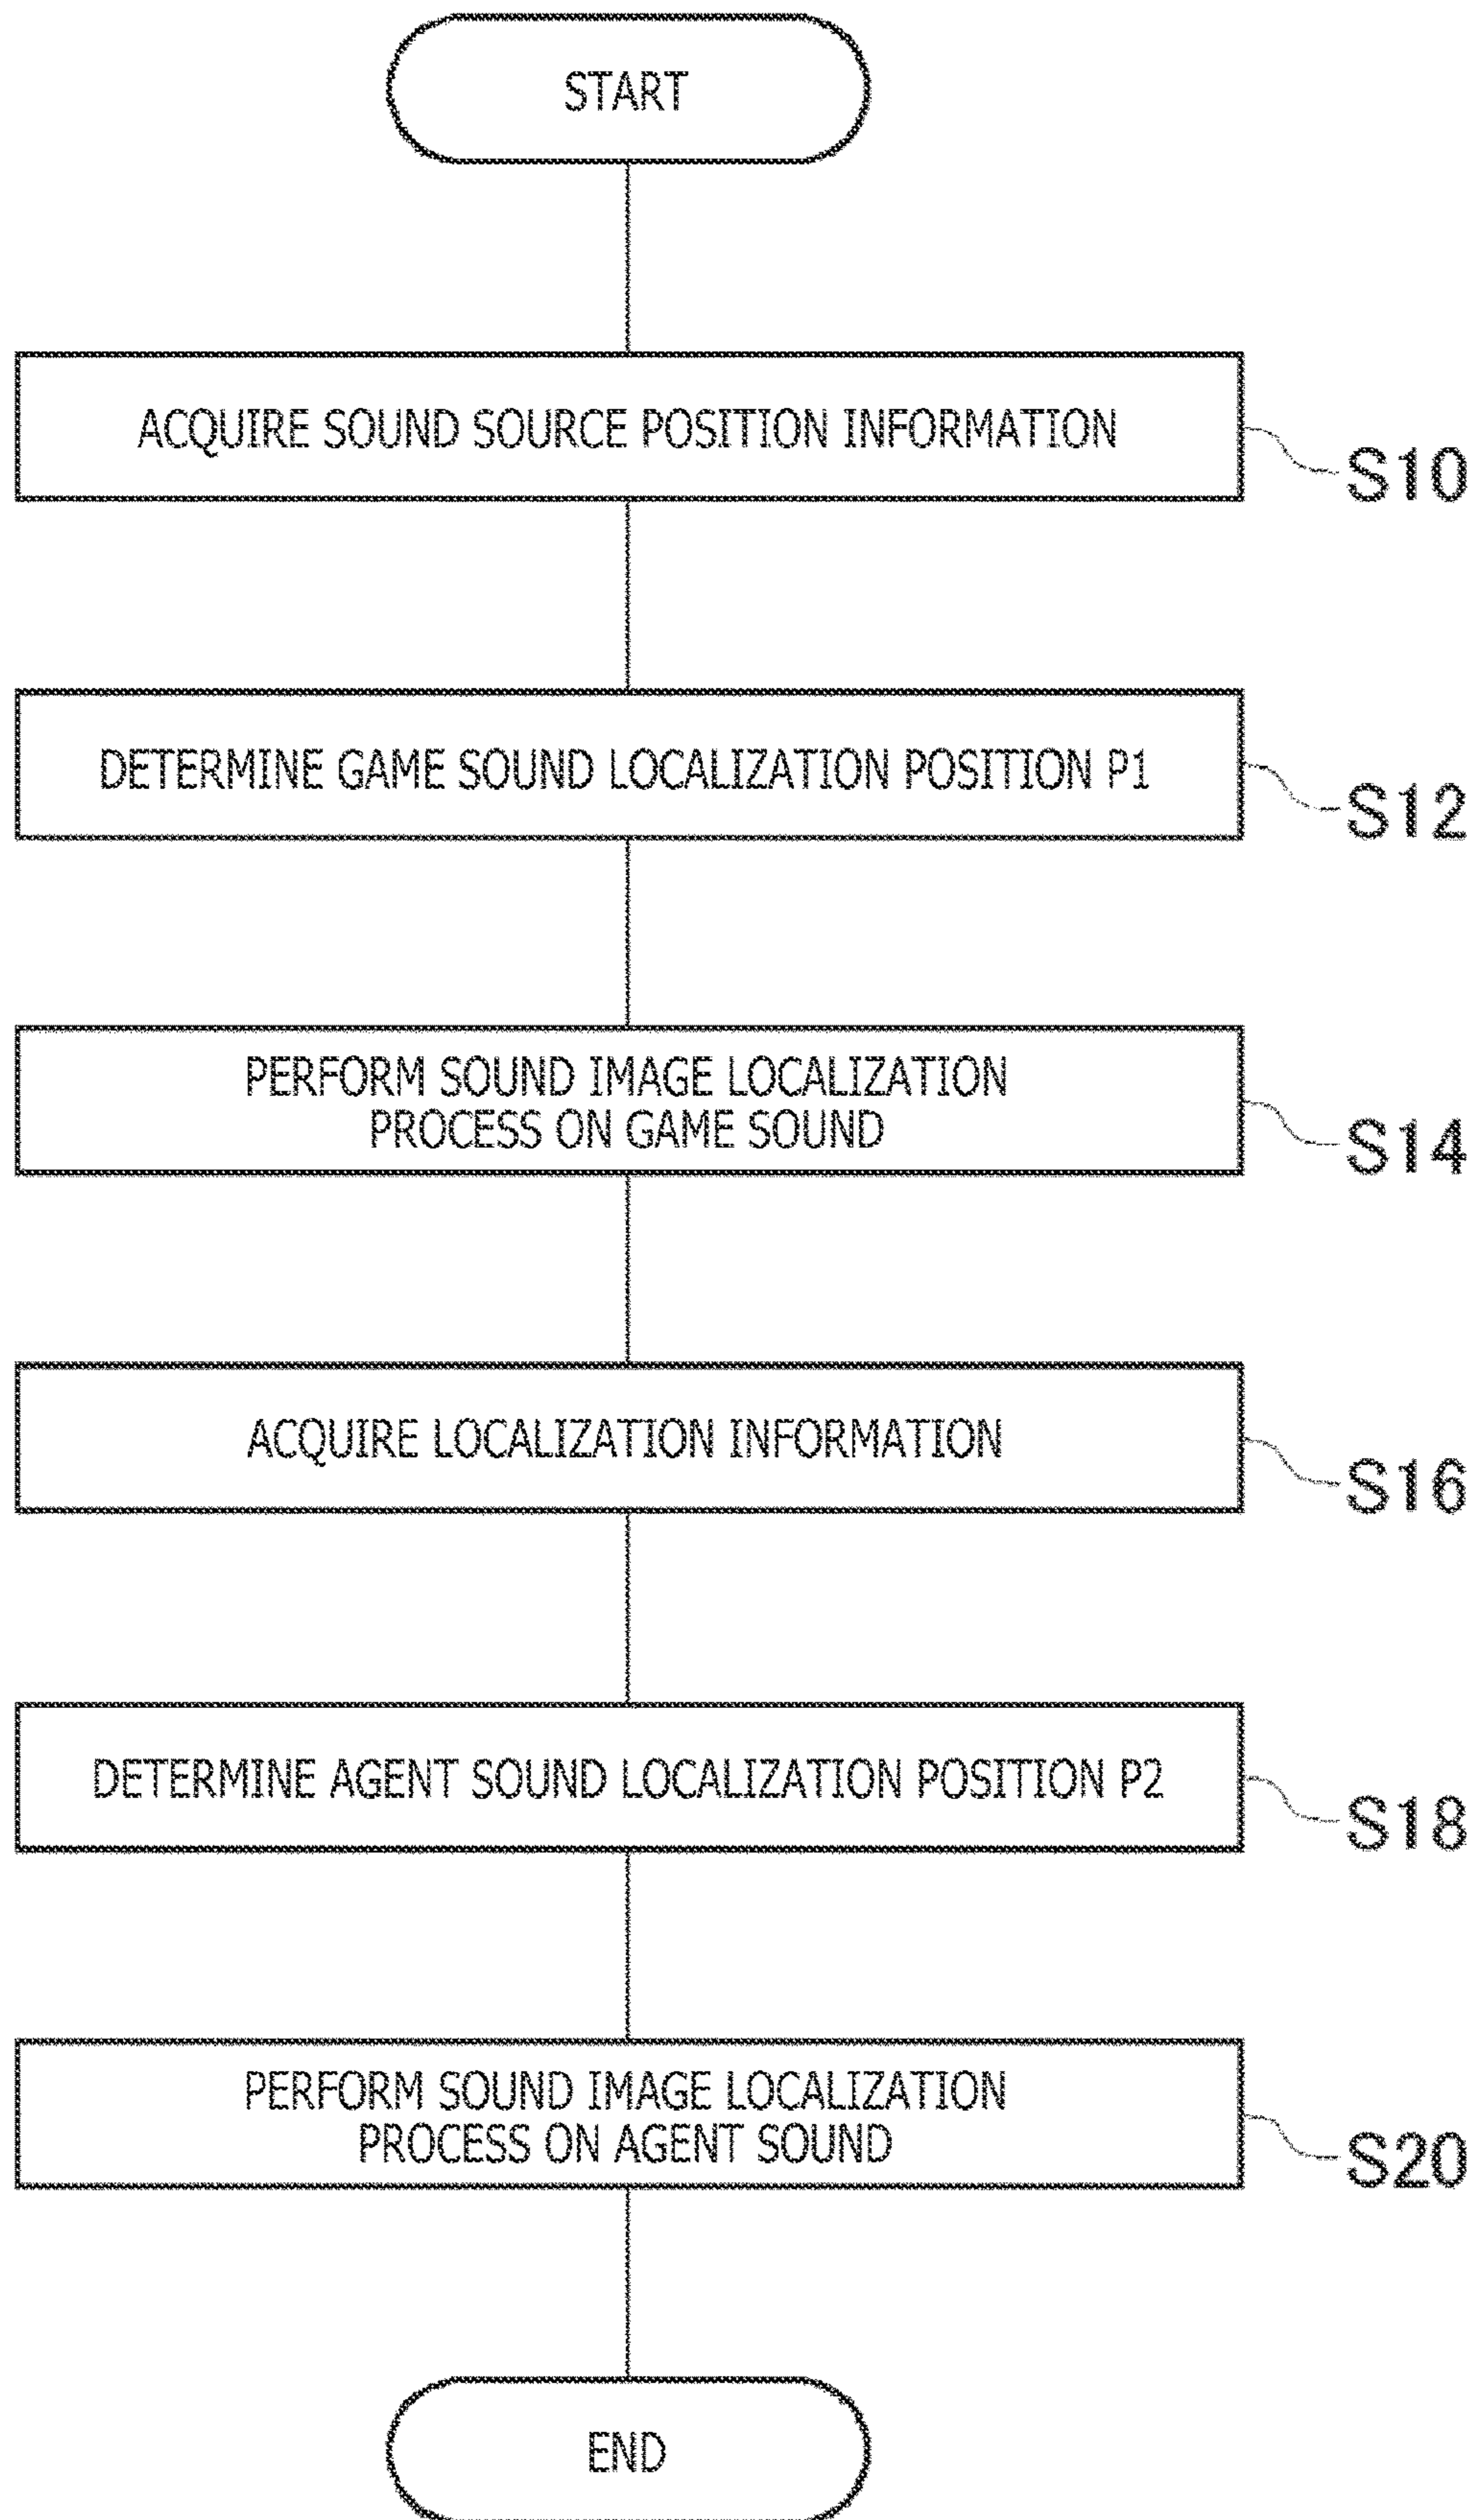 START
ACQUIRE SOUND SOURCE POSITION INFORMATION
S10
DETERMINE GAME SOUND LOCALIZATION POSITION P1
S12
PERFORM SOUND IMAGE LOCALIZATION
PROCESS ON GAME SOUND
S14
ACQUIRE LOCALIZATION INFORMATION
S16
DETERMINE AGENT SOUND LOCALIZATION POSITION P2
S18
PERFORM SOUND IMAGE LOCALIZATION
PROCESS ON AGENT SOUND
S20
END